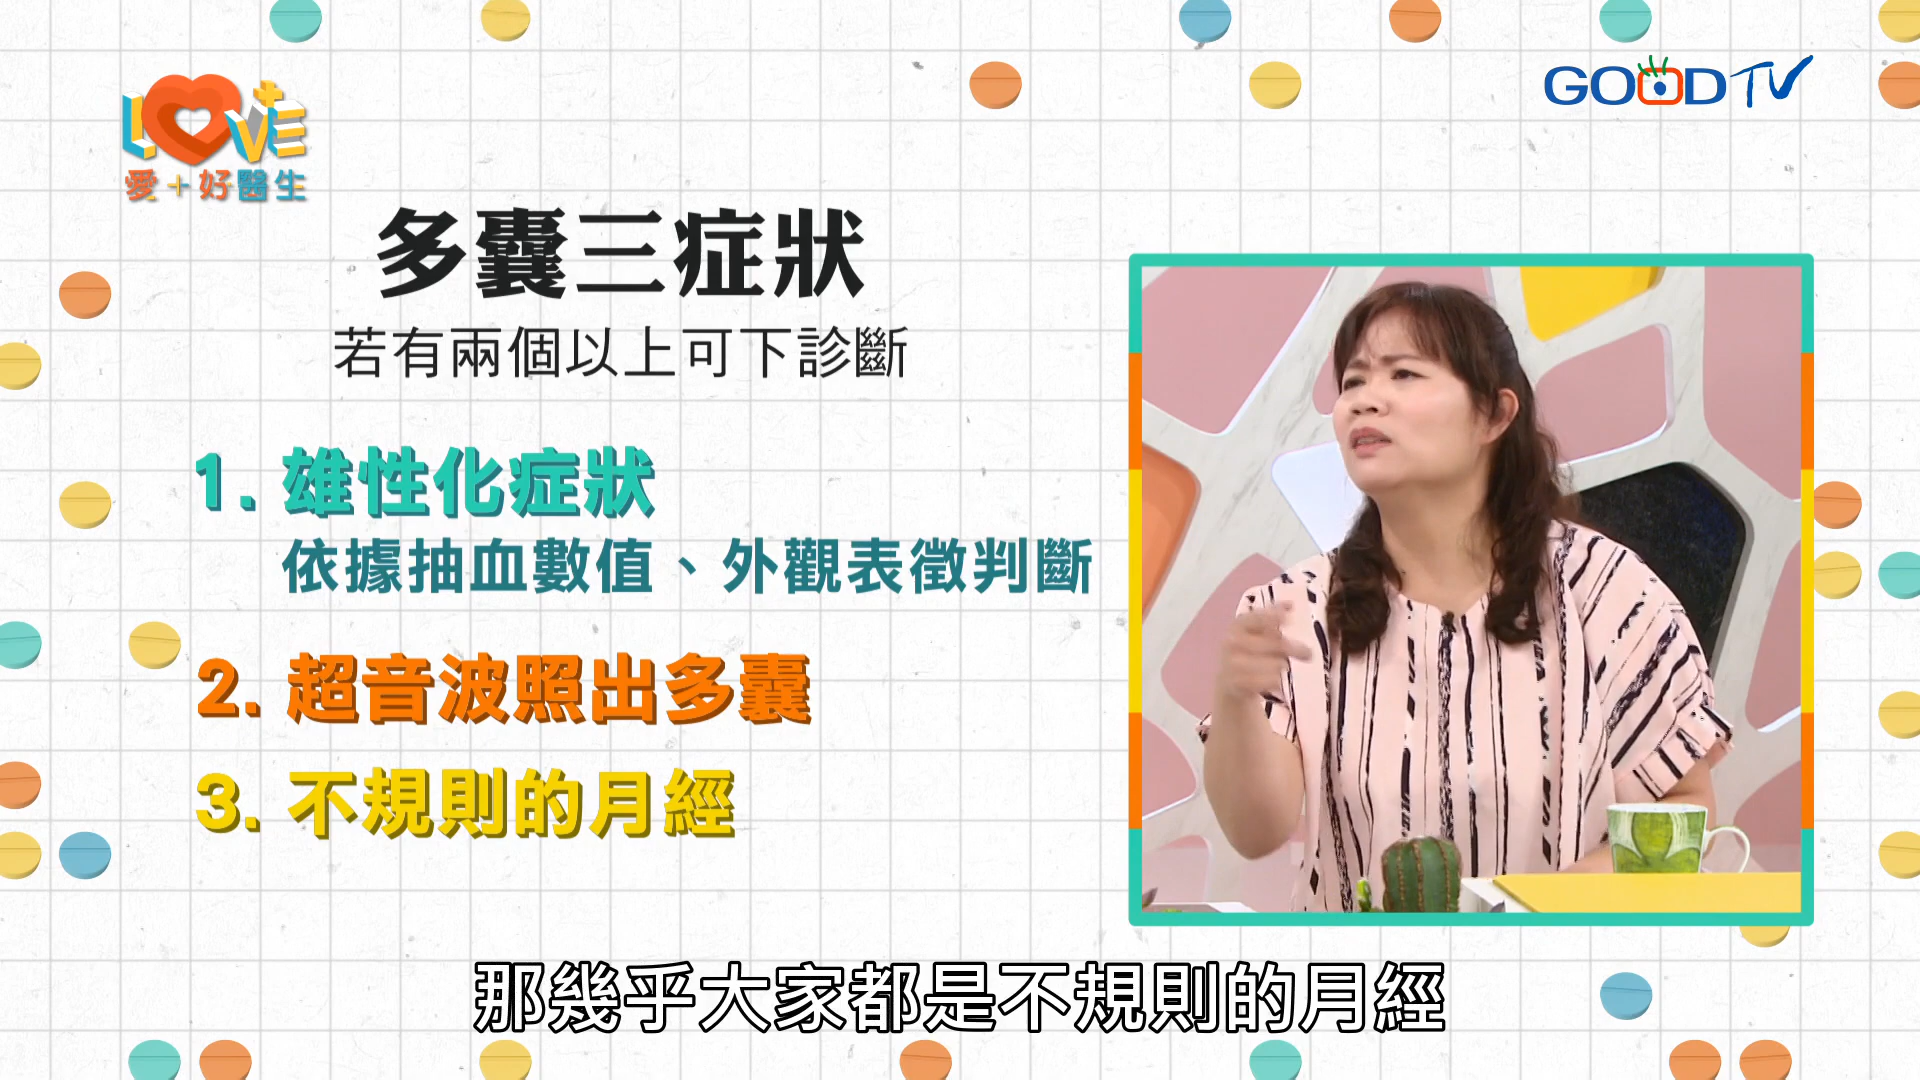 LOVE
愛+好醫生
GOODTV
多囊三症狀
若有兩個以上可下診斷
1. 雄性化症狀
依據抽血數值、外觀表徵判斷
2. 超音波照出多囊
3. 不規則的月經
那幾乎大家都是不規則的月經